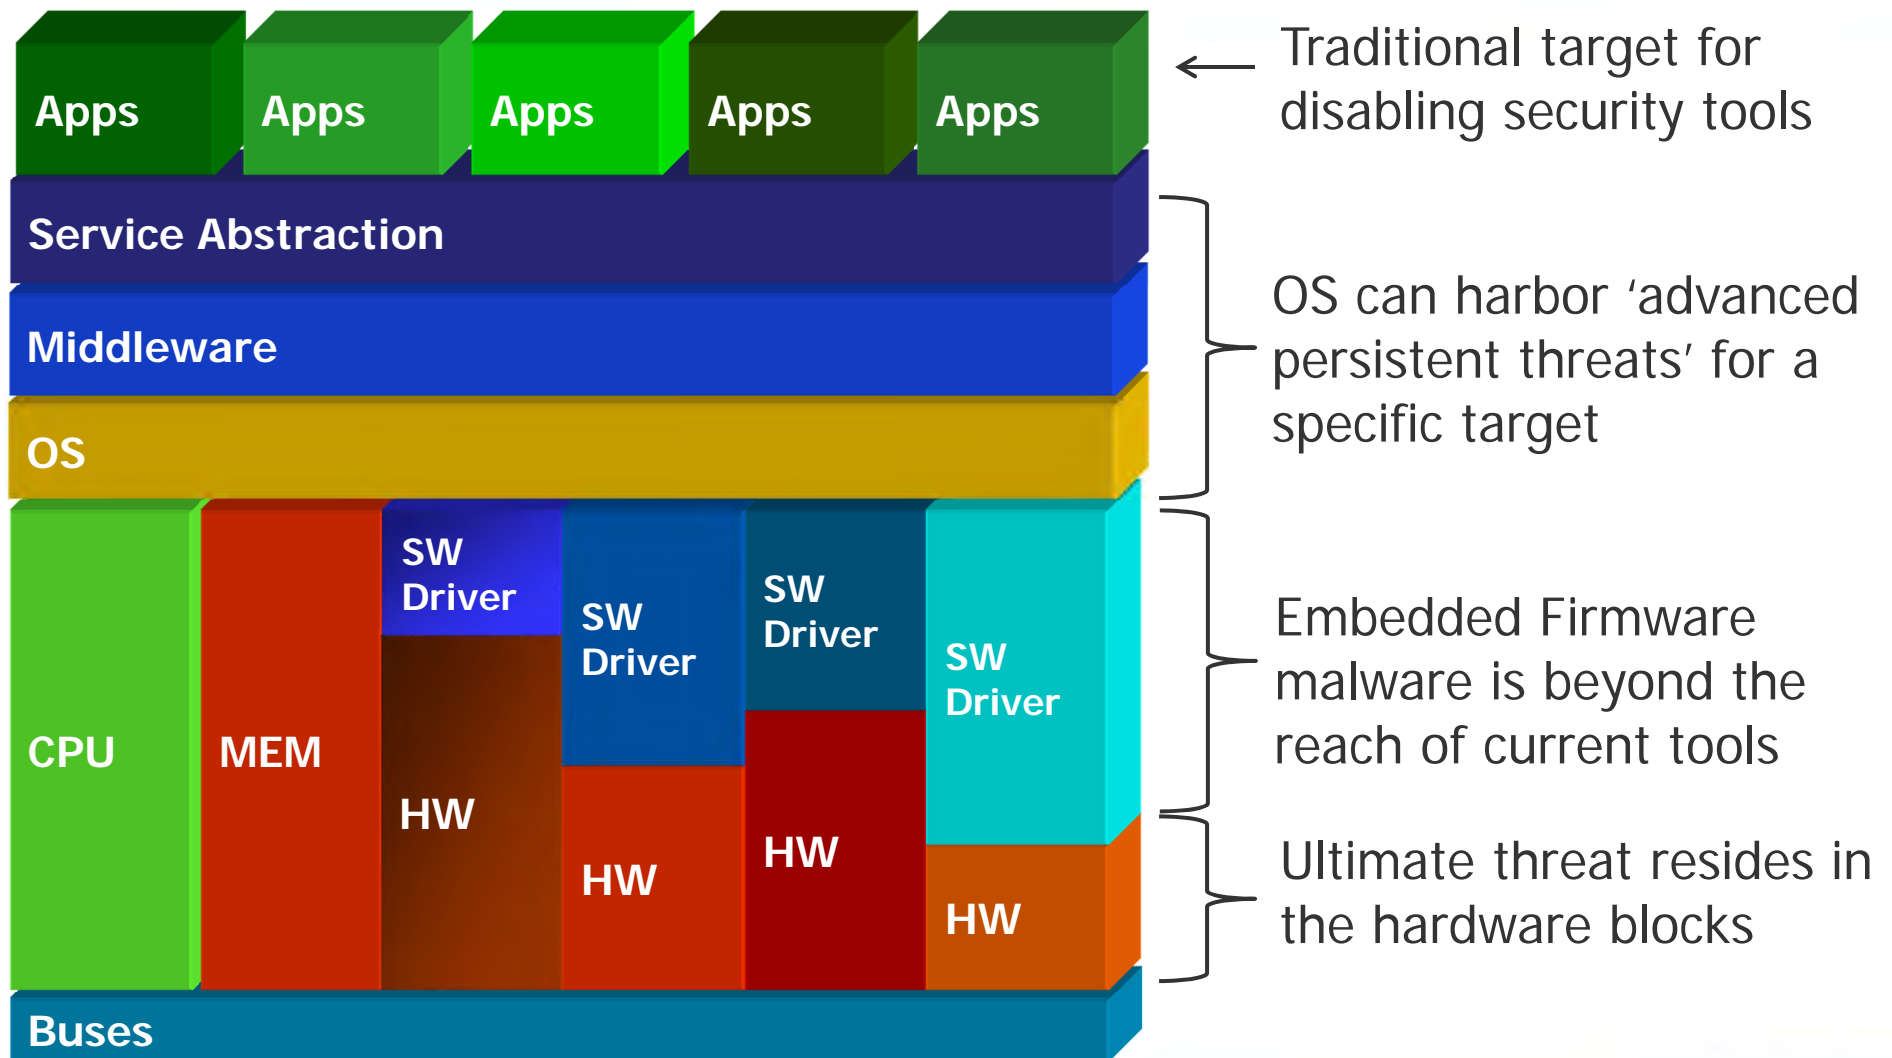 Apps
Apps
Apps
Apps
Apps
Traditional target for
disabling security tools
Service Abstraction
Middleware
OS
OS can harbor ‘advanced
persistent threats’ for a
specific target
CPU
MEM
SW
Driver
HW
SW
Driver
HW
SW
Driver
HW
SW
Driver
HW
Embedded Firmware
malware is beyond the
reach of current tools
Ultimate threat resides in
the hardware blocks
Buses